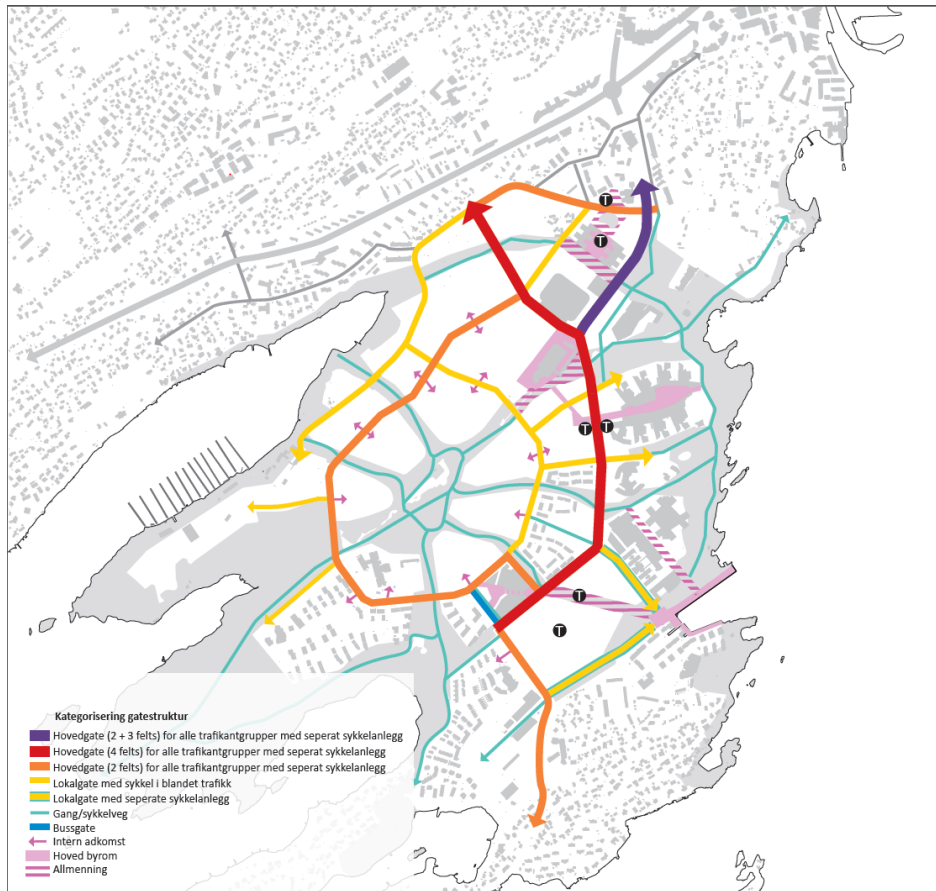 T
T
T
T
T
T
Kategorisering gatestruktur
Hovedgate (2 + 3 felts) for alle trafikantgrupper med seperat sykkelanlegg
Hovedgate (4 felts) for alle trafikantgrupper med seperat sykkelanlegg
Hovedgate (2 felts) for alle trafikantgrupper med separat sykkelanlegg
Lokalgate med sykkel i blandet trafikk
Lokalgate med seperate sykkelanlegg
Gang/sykkelveg
Bussgate
Intern adkomst
Hoved byrom
Allmenning